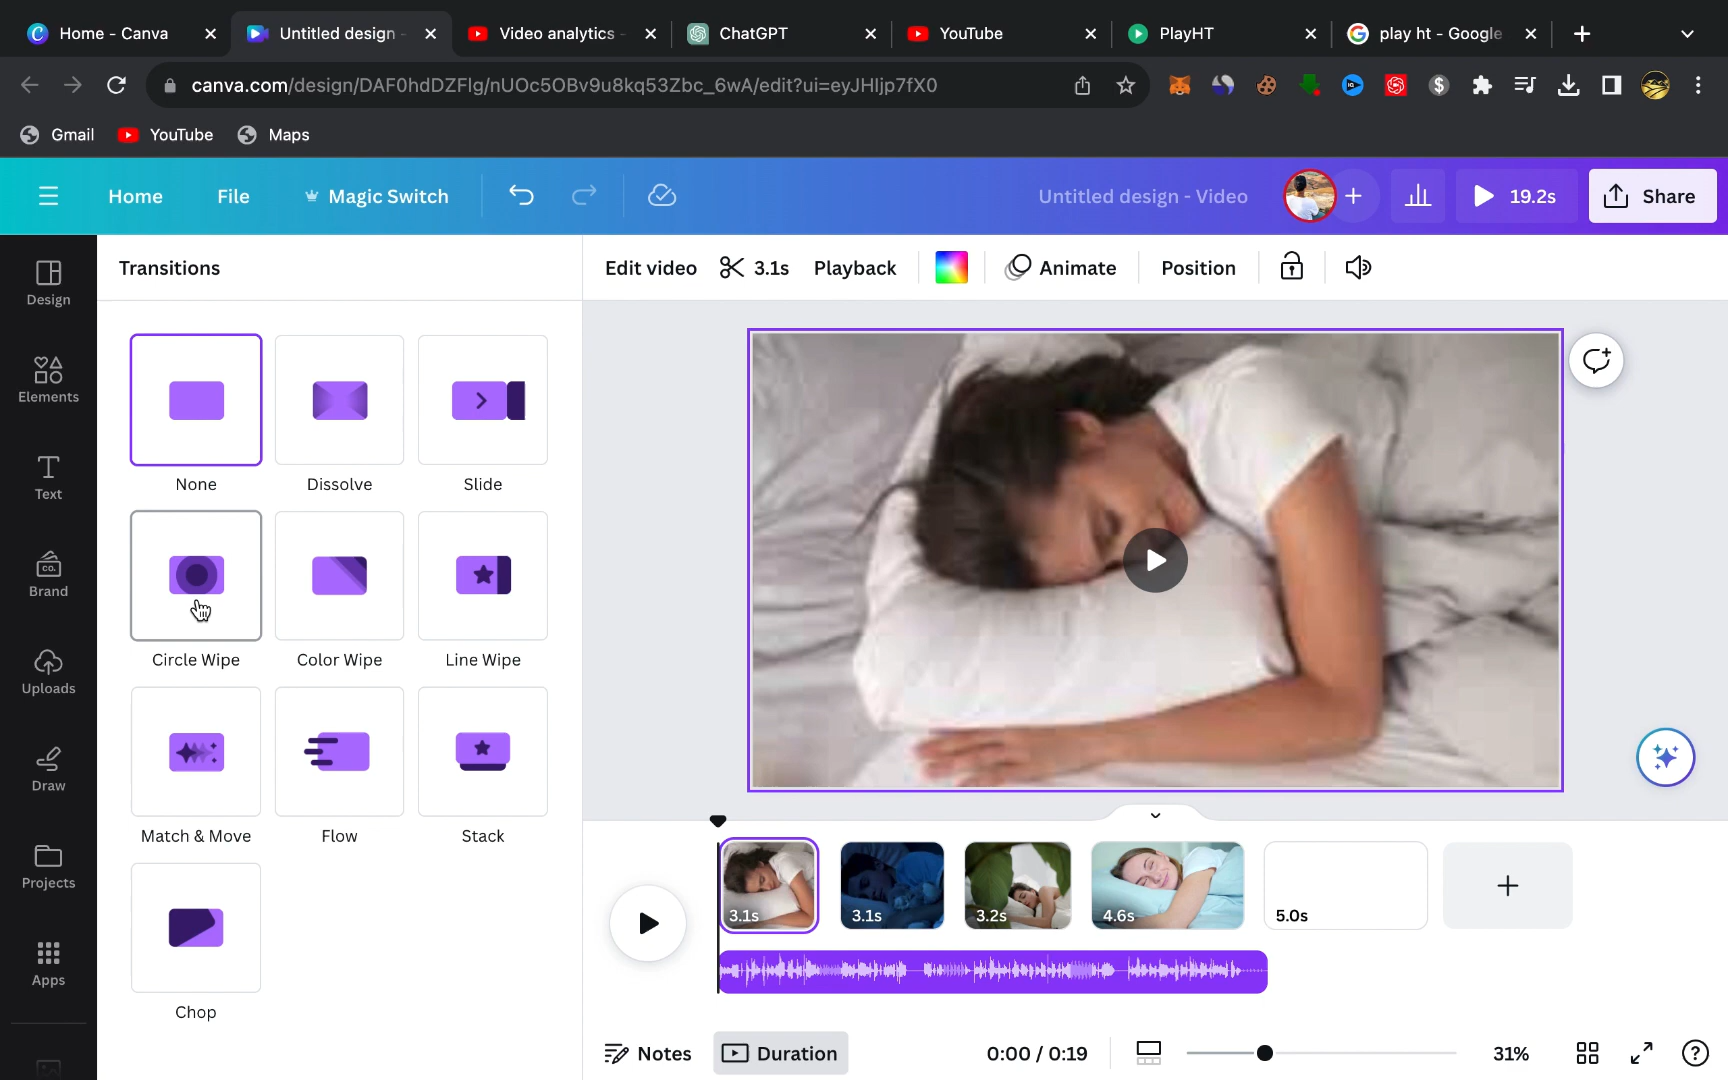 Home - Canva
Untitled design -
Video analytics -
ChatGPT
YouTube
PlayHT
play ht - Google
canva.com/design/DAF0hdDZFlg/nUOc5OBv9u8kq53Zbc_6wA/edit?ui=eyJHIjp7fX0
Gmail
YouTube
Maps
Home
File
Magic Switch
Untitled design - Video
19.2s
Share
Design
Elements
Text
CO.
Brand
Uploads
Draw
Projects
Apps
Transitions
None
Dissolve
Slide
Circle Wipe
Color Wipe
Line Wipe
Match & Move
Flow
Stack
Chop
Edit video
3.1s
Playback
Animate
Position
3.1s
3.1s
3.2s
4.6s
5.0s
Notes
Duration
0:00 / 0:19
31%